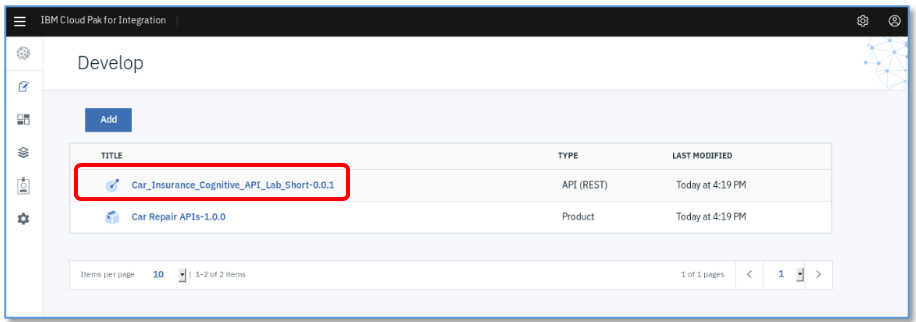 IBM Cloud Pak for Integration
Develop
Add
TITLE TYPE LAST MODIFIED
Car_Insurance_Cognitive_API_Lab_Short-0.0.1 API (REST) Today at 4:19 PM
Car Repair APIs-1.0.0 Product Today at 4:19 PM
Items per page 10 | 1-2 of 2 items 1 of 1 pages 1